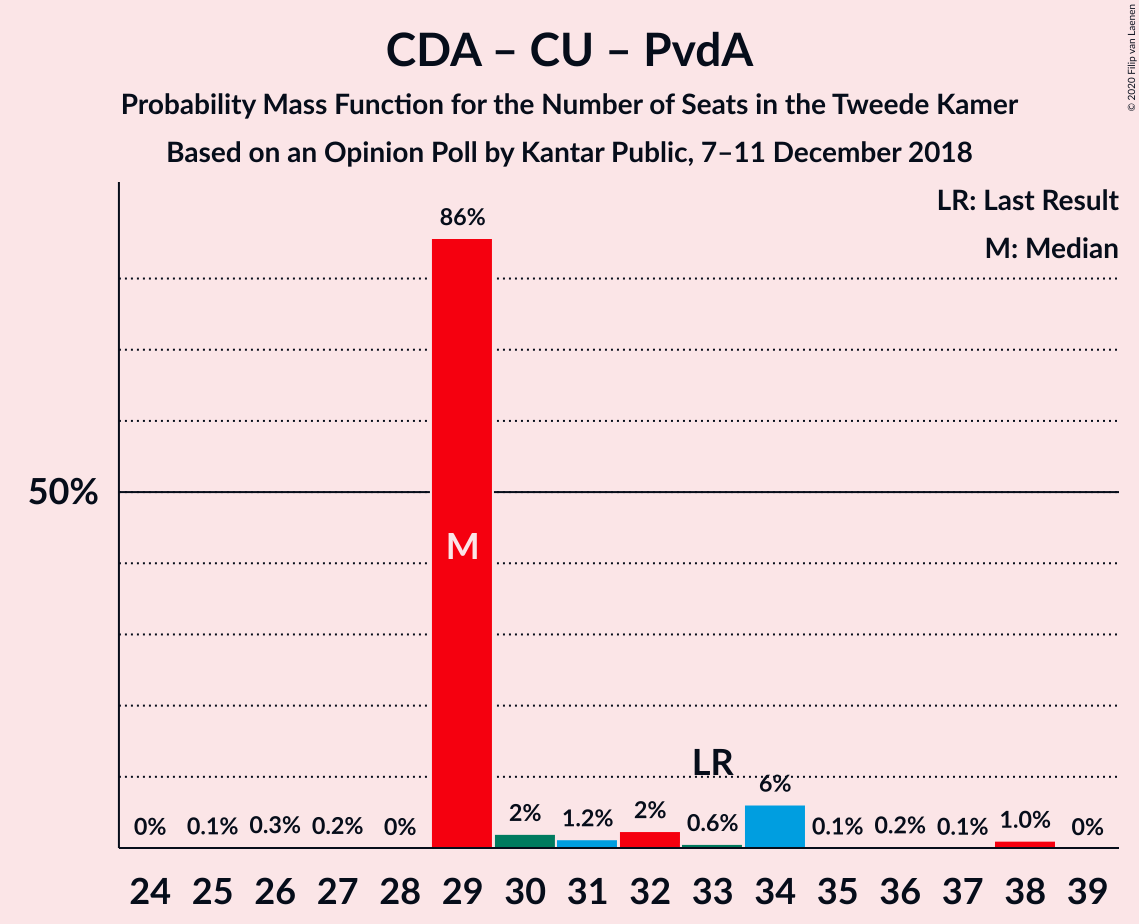 CDA – CU – PvdA
Probability Mass Function for the Number of Seats in the Tweede Kamer
Based on an Opinion Poll by Kantar Public, 7–11 December 2018
© 2020 Filip van Laenen
LR: Last Result
M: Median
86%
50%
M
LR
0% 0.1% 0.3% 0.2% 0% 2% 1.2% 2% 0.6% 6% 0.1% 0.2% 0.1% 1.0% 0%
24 25 26 27 28 29 30 31 32 33 34 35 36 37 38 39